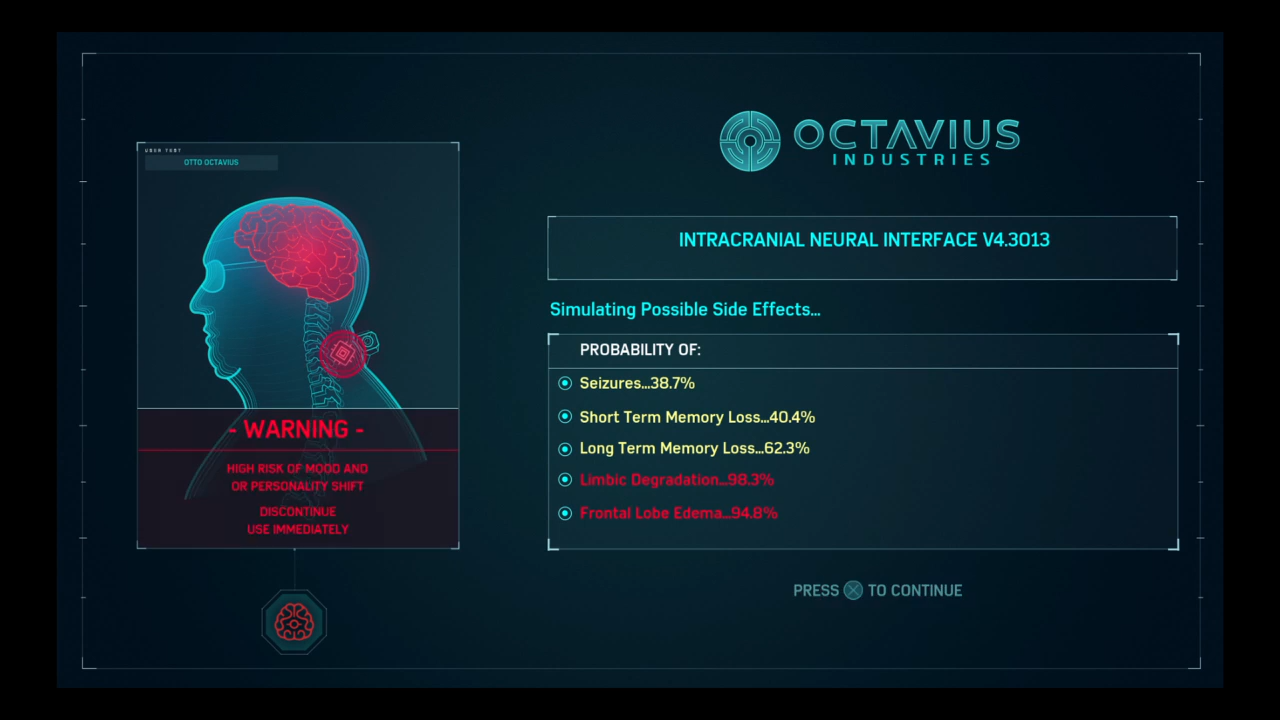 USER TEST
OTTO OCTAVIUS
- WARNING -
HIGH RISK OF MOOD AND
OR PERSONALITY SHIFT
DISCONTINUE
USE IMMEDIATELY
OCTAVIUS
INDUSTRIES
INTRACRANIAL NEURAL INTERFACE V4.3013
Simulating Possible Side Effects...
PROBABILITY OF:
Seizures...38.7%
Short Term Memory Loss...40.4%
Long Term Memory Loss...62.3%
Limbic Degradation...98.3%
Frontal Lobe Edema...94.8%
PRESS TO CONTINUE